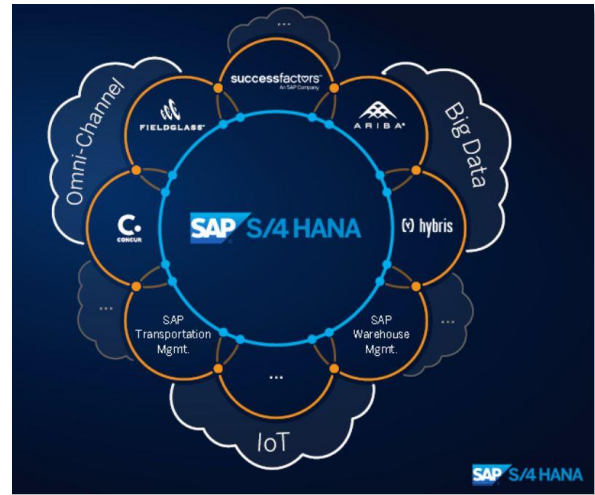 ...
successfactors™
An SAP Company
Omni-Channel
FIELDGLASS®
ARIBA®
Big Data
C.
CONCUR
SAP S/4 HANA
(y) hybris
...
SAP
Transportation
Mgmt.
SAP
Warehouse
Mgmt.
...
...
IoT
SAP S/4 HANA